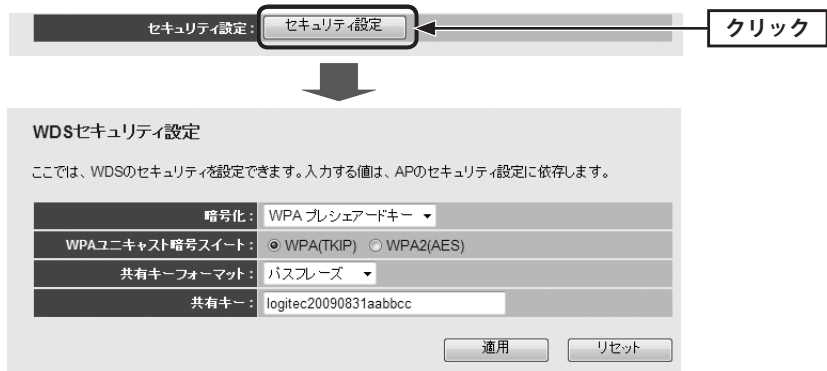 セキュリティ設定： セキュリティ設定 クリック
WDSセキュリティ設定
ここでは、WDSのセキュリティを設定できます。入力する値は、APのセキュリティ設定に依存します。
暗号化： WPA プレシェアードキー
WPAユニキャスト暗号スイート： WPA(TKIP) WPA2(AES)
共有キーフォーマット： パスフレーズ
共有キー： logitec20090831aabbcc
適用 リセット